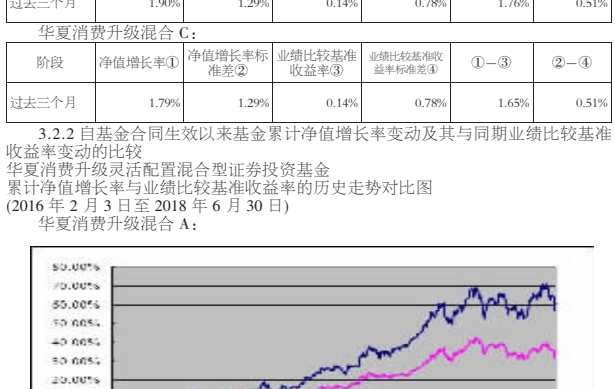 过去三个月 1.90% 1.29% 0.14% 0.78% 1.76% 0.51%
华夏消费升级混合 C：
阶段 净值增长率① 净值增长率标准差② 业绩比较基准收益率③ 业绩比较基准收益率标准差④ ①－③ ②－④
过去三个月 1.79% 1.29% 0.14% 0.78% 1.65% 0.51%
3.2.2 自基金合同生效以来基金累计净值增长率变动及其与同期业绩比较基准
收益率变动的比较
华夏消费升级灵活配置混合型证券投资基金
累计净值增长率与业绩比较基准收益率的历史走势对比图
(2016 年 2 月 3 日至 2018 年 6 月 30 日)
华夏消费升级混合 A：
80.00%
70.00%
60.00%
50.00%
40.00%
30.00%
20.00%